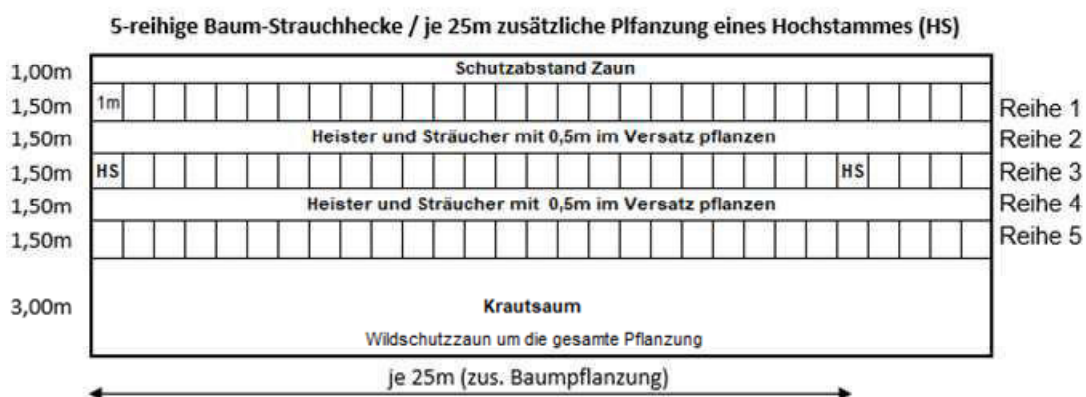 5-reihige Baum-Strauchhecke / je 25m zusätzliche Plfanzung eines Hochstammes (HS)
1,00m Schutzabstand Zaun
1,50m 1m Reihe 1
1,50m Heister und Sträucher mit 0,5m im Versatz pflanzen Reihe 2
1,50m HS HS Reihe 3
1,50m Heister und Sträucher mit 0,5m im Versatz pflanzen Reihe 4
1,50m Reihe 5
3,00m Krautsaum
Wildschutzzaun um die gesamte Pflanzung
je 25m (zus. Baumpflanzung)